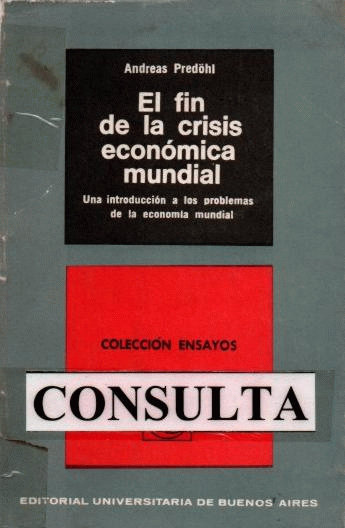 Andreas Predöhl
El fin
de la crisis
económica
mundial
Una introducción a los problemas
de la economía mundial
COLECCIÓN ENSAYOS
CONSULTA
EDITORIAL UNIVERSITARIA DE BUENOS AIRES